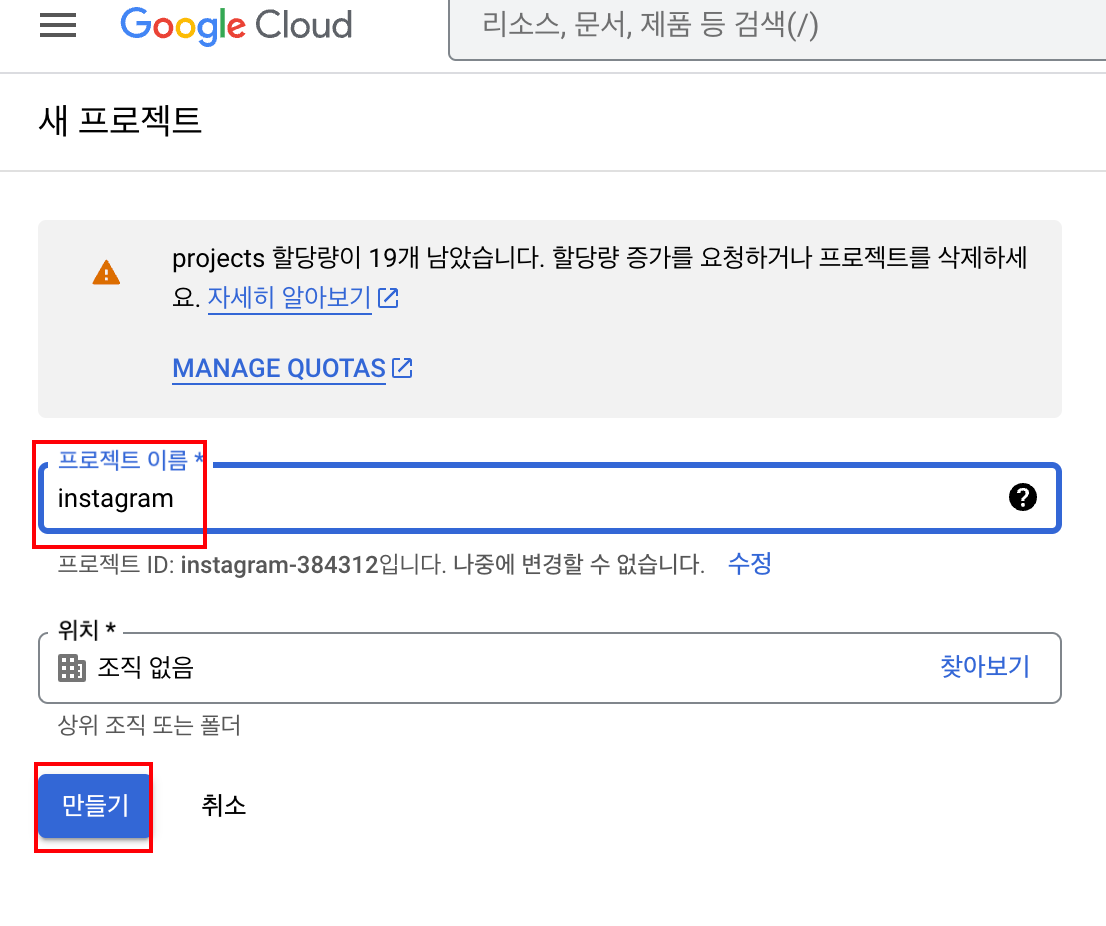 Google Cloud
리소스, 문서, 제품 등 검색(/)
새 프로젝트
projects 할당량이 19개 남았습니다. 할당량 증가를 요청하거나 프로젝트를 삭제하세
요. 자세히 알아보기
MANAGE QUOTAS
프로젝트 이름 *
instagram
프로젝트 ID: instagram-384312입니다. 나중에 변경할 수 없습니다. 수정
위치 *
조직 없음 찾아보기
상위 조직 또는 폴더
만들기 취소